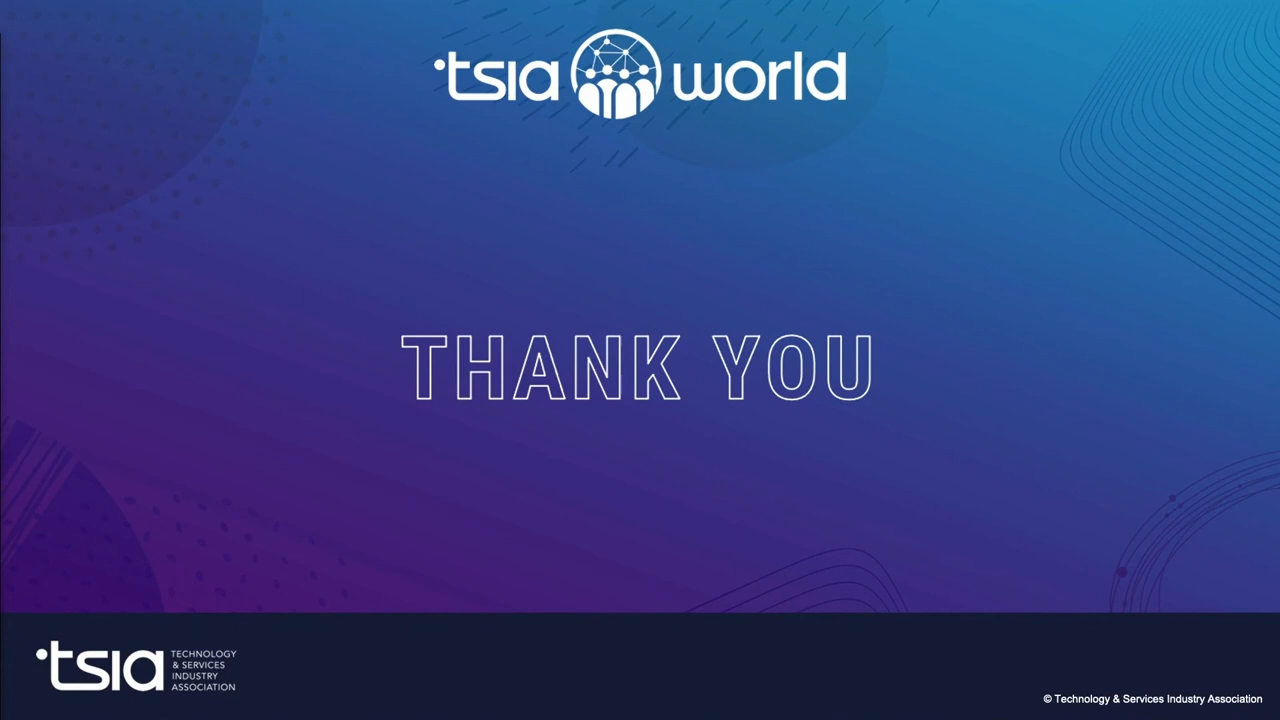 tsia world
THANK YOU
tsia
TECHNOLOGY
& SERVICES
INDUSTRY
ASSOCIATION
© Technology & Services Industry Association